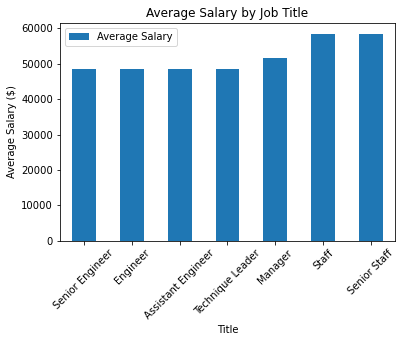 Average Salary by Job Title
Average Salary
Average Salary ($)
60000
50000
40000
30000
20000
10000
0
Senior Engineer
Engineer
Assistant Engineer
Technique Leader
Manager
Staff
Senior Staff
Title